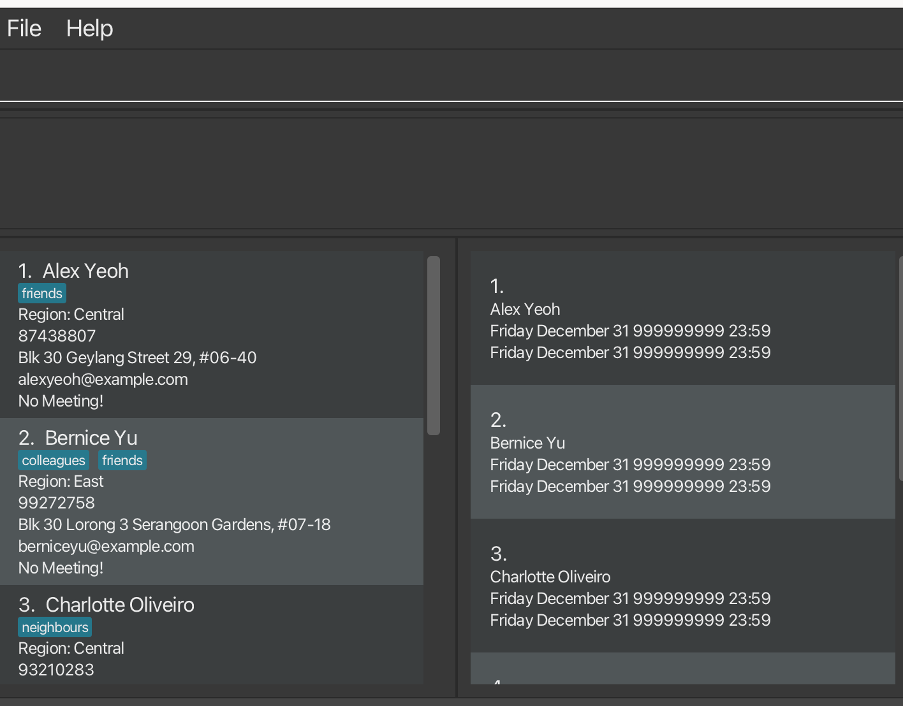 File Help
1. Alex Yeoh
friends
Region: Central
87438807
Blk 30 Geylang Street 29, #06-40
alexyeoh@example.com
No Meeting!
2. Bernice Yu
colleagues friends
Region: East
99272758
Blk 30 Lorong 3 Serangoon Gardens, #07-18
berniceyu@example.com
No Meeting!
3. Charlotte Oliveiro
neighbours
Region: Central
93210283
1.
Alex Yeoh
Friday December 31 999999999 23:59
Friday December 31 999999999 23:59
2.
Bernice Yu
Friday December 31 999999999 23:59
Friday December 31 999999999 23:59
3.
Charlotte Oliveiro
Friday December 31 999999999 23:59
Friday December 31 999999999 23:59